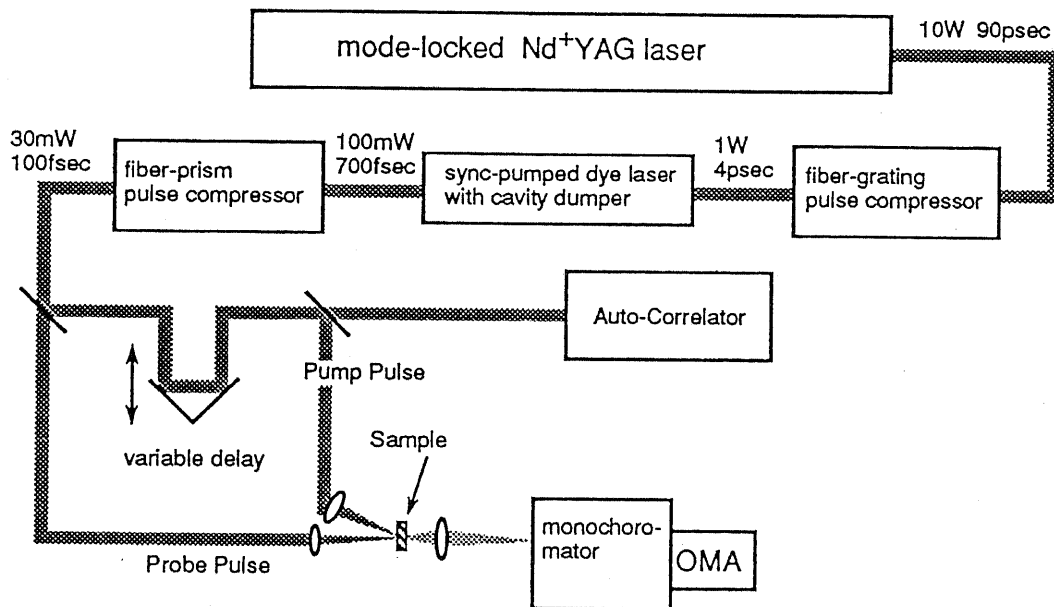 mode-locked Nd+YAG laser
10W 90psec
30mW
100fsec
fiber-prism
pulse compressor
100mW
700fsec
sync-pumped dye laser
with cavity dumper
1W
4psec
fiber-grating
pulse compressor
Auto-Correlator
Pump Pulse
variable delay
Sample
Probe Pulse
monochoro-
mator
OMA